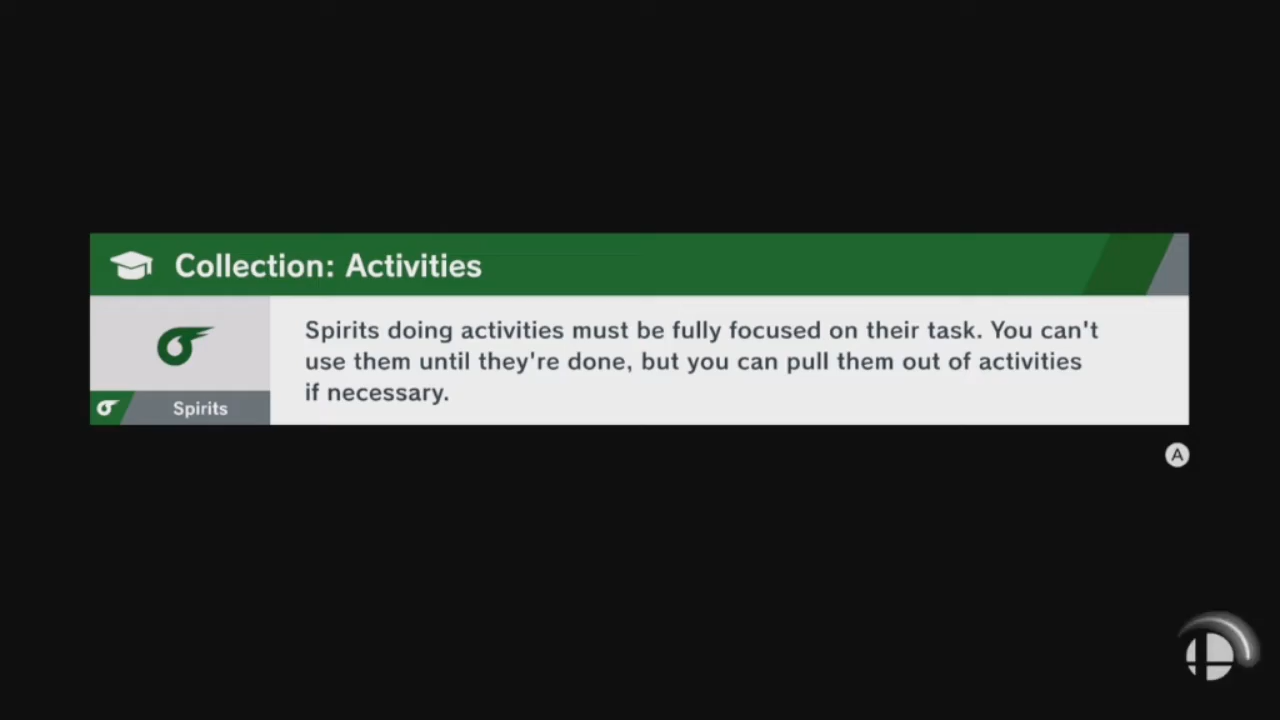 Collection: Activities
Spirits doing activities must be fully focused on their task. You can't
use them until they're done, but you can pull them out of activities
if necessary.
Spirits
A